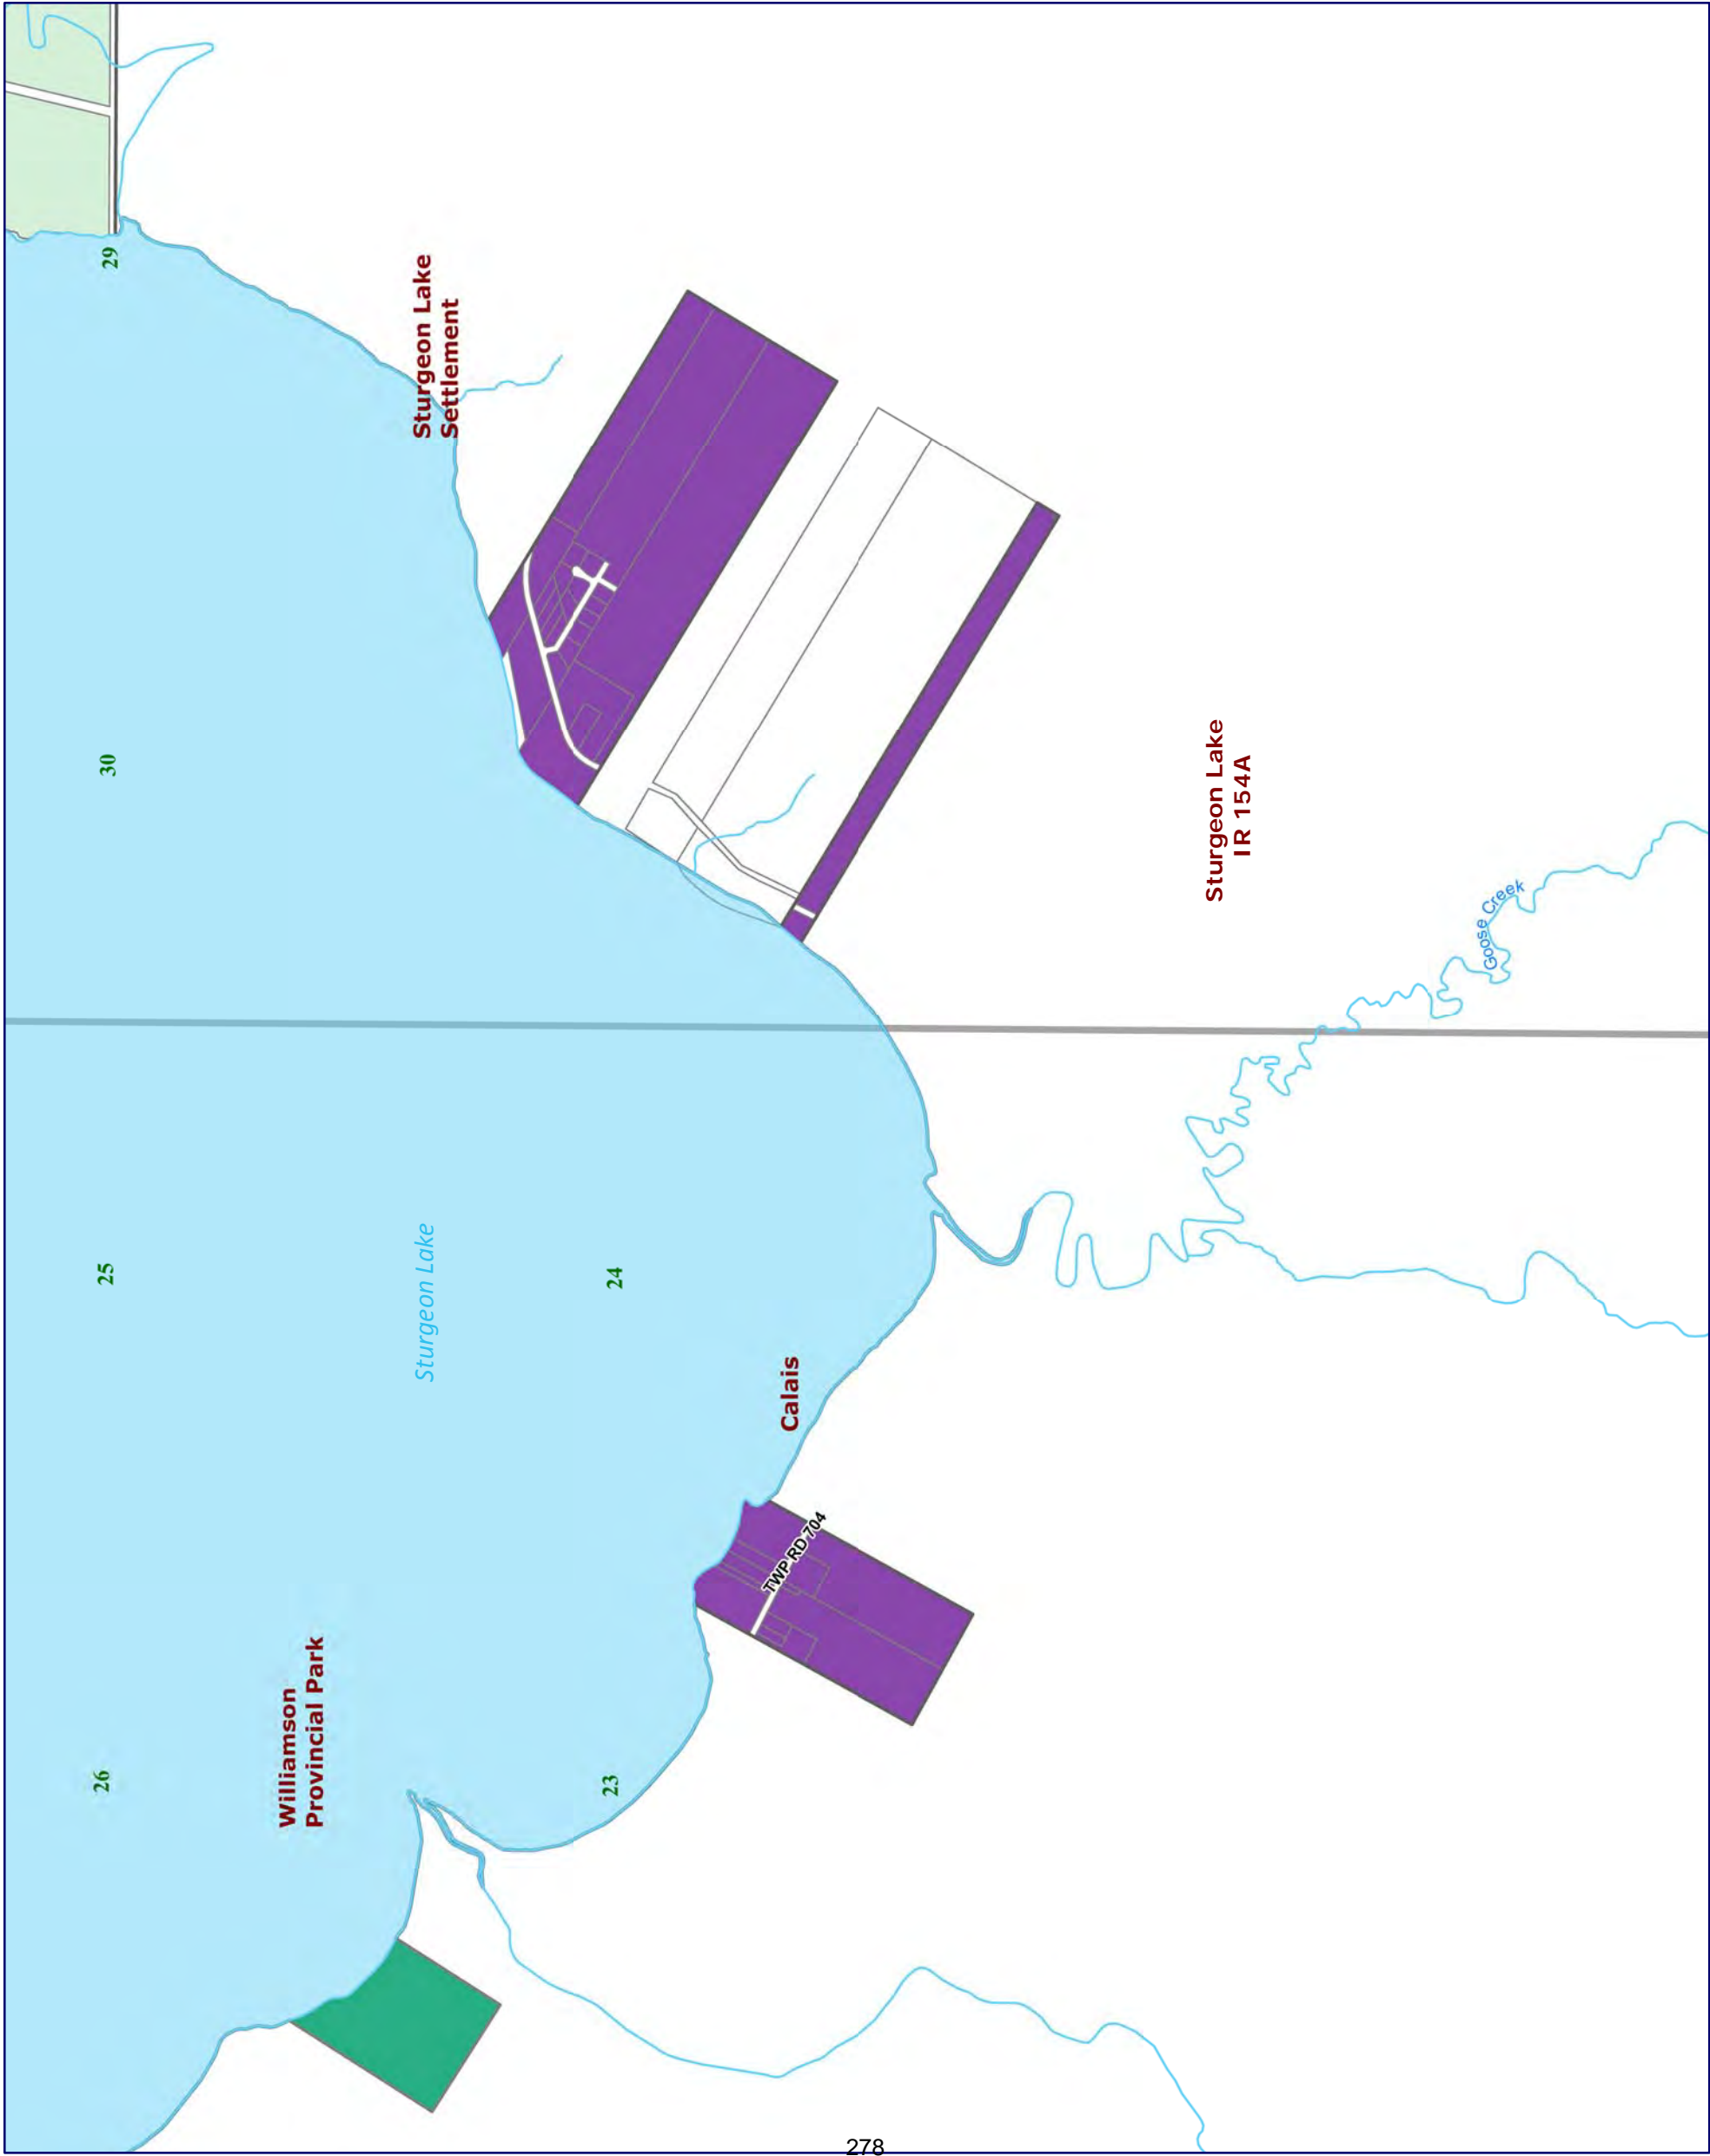 29
30
25
26
24
23
Sturgeon Lake
Settlement
Sturgeon Lake
IR 154A
Goose Creek
Sturgeon Lake
Calais
TWP RD 704
Williamson
Provincial Park
278